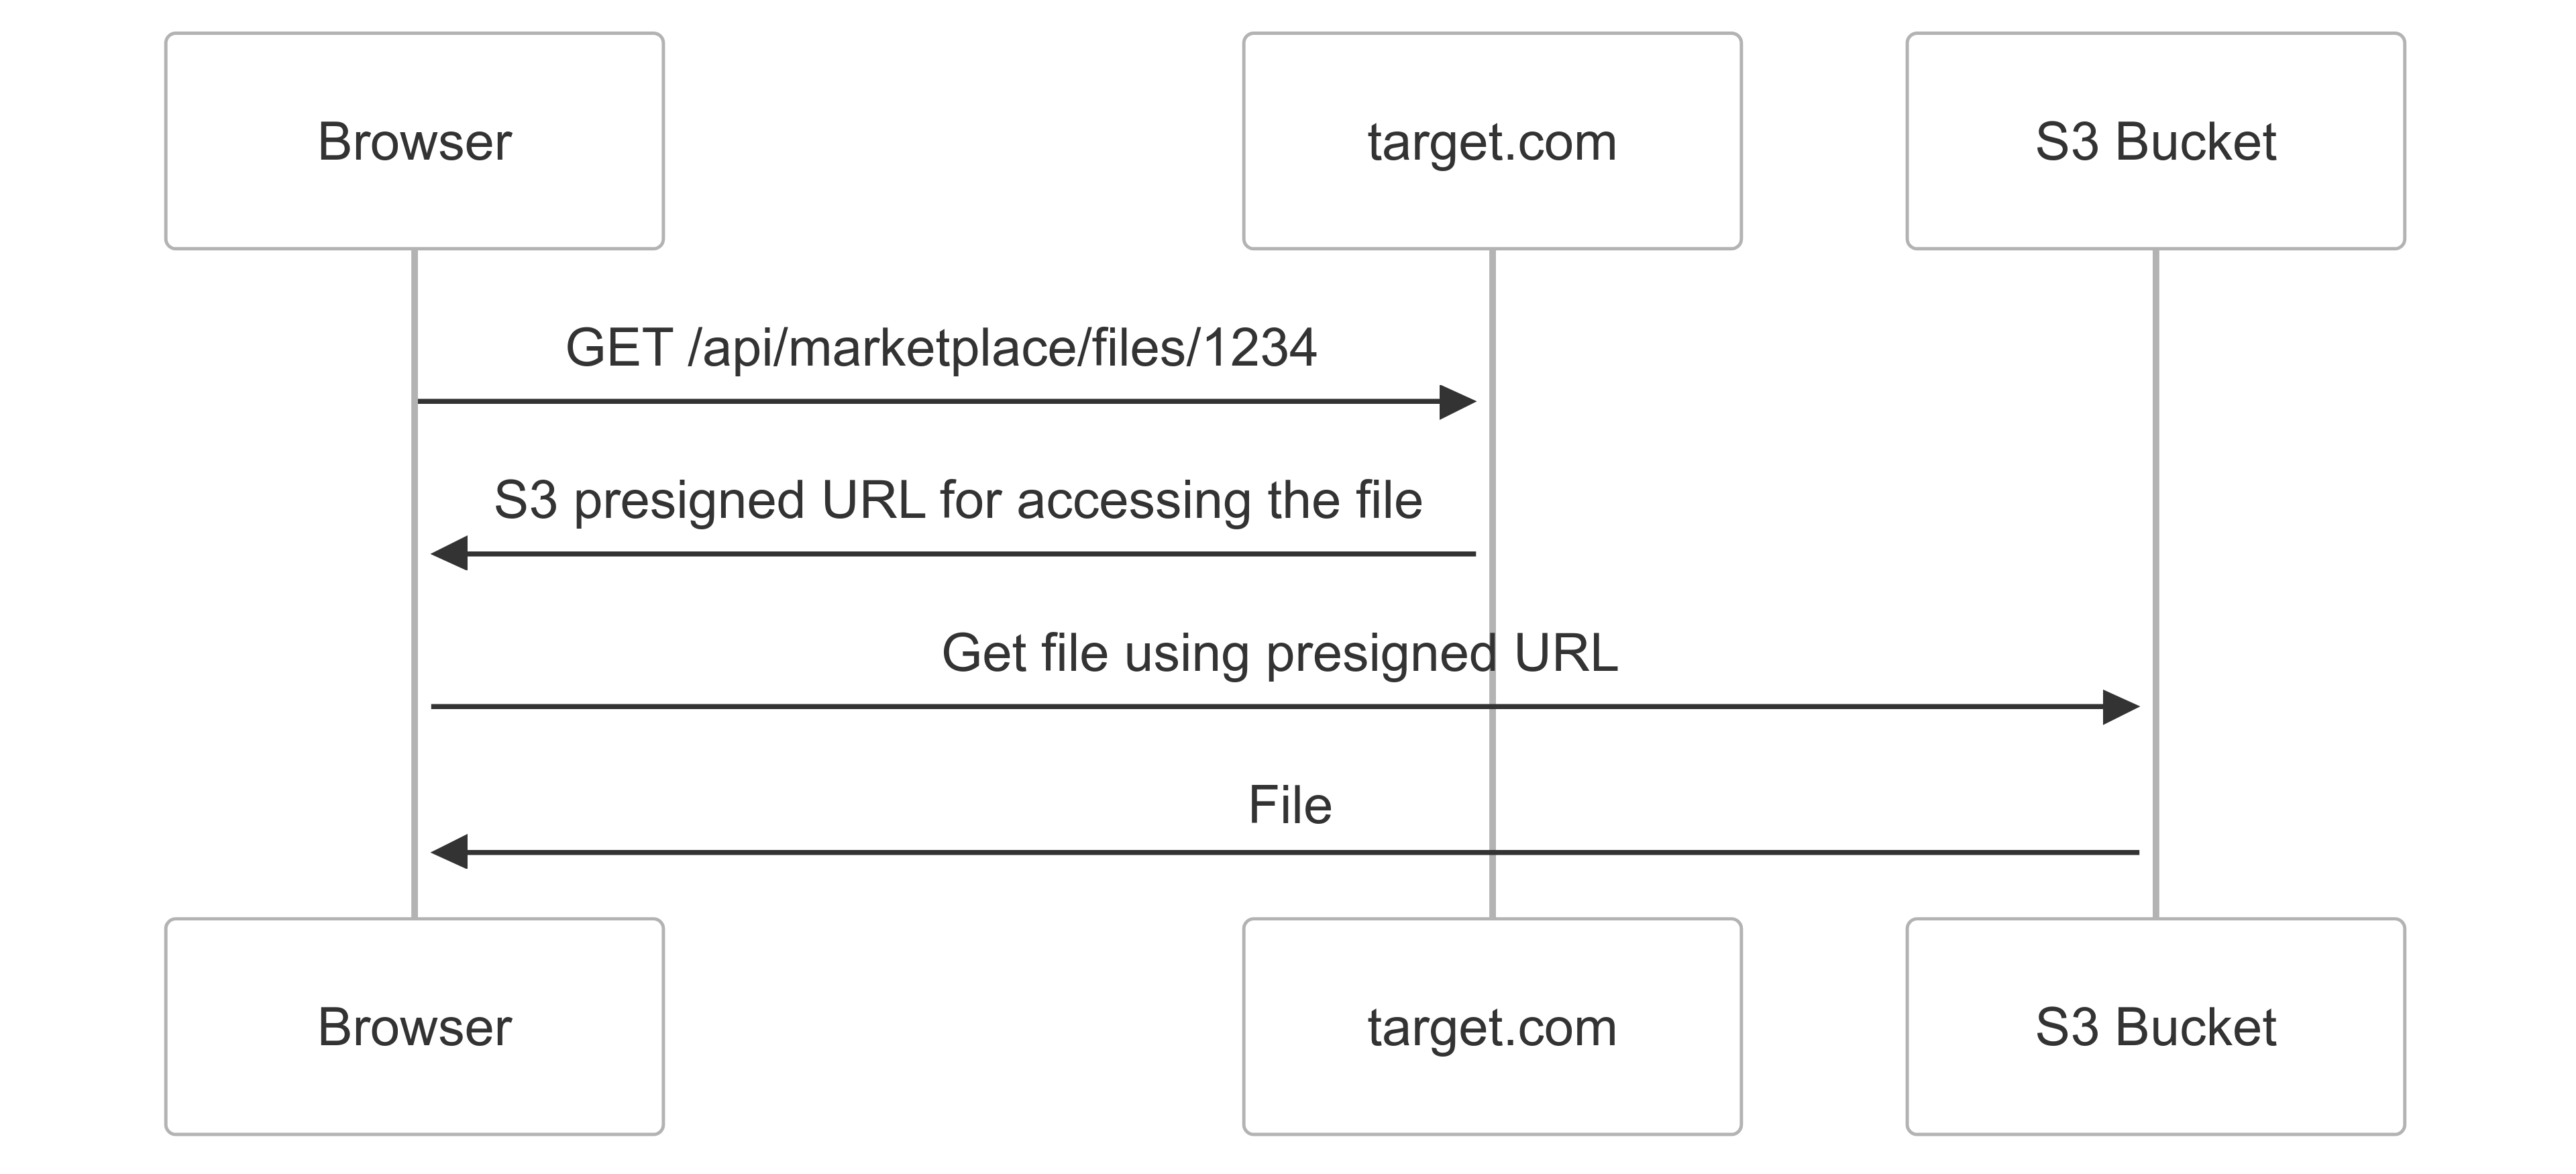 Browser
target.com
S3 Bucket
GET /api/marketplace/files/1234
S3 presigned URL for accessing the file
Get file using presigned URL
File
Browser
target.com
S3 Bucket